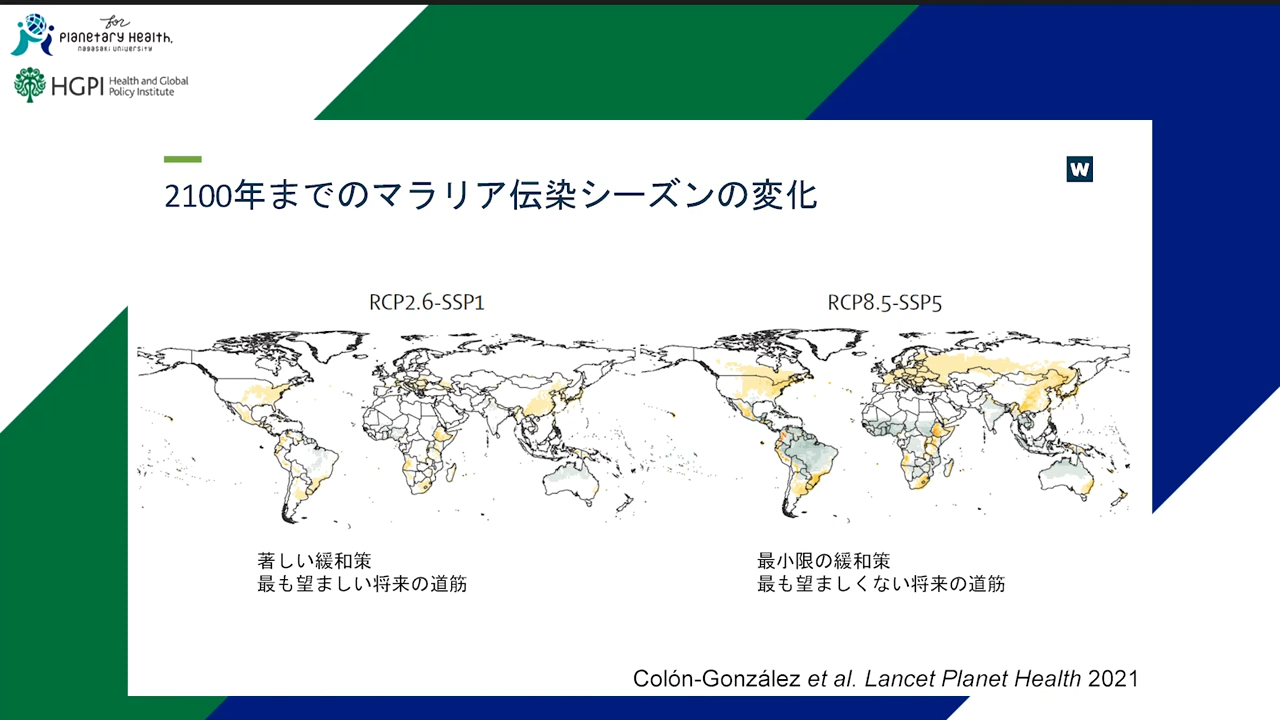 for
Planetary Health,
NAGASAKI UNIVERSITY
HGPI Health and Global
Policy Institute
W
2100年までのマラリア伝染シーズンの変化
RCP2.6-SSP1
RCP8.5-SSP5
著しい緩和策
最も望ましい将来の道筋
最小限の緩和策
最も望ましくない将来の道筋
Colón-González et al. Lancet Planet Health 2021